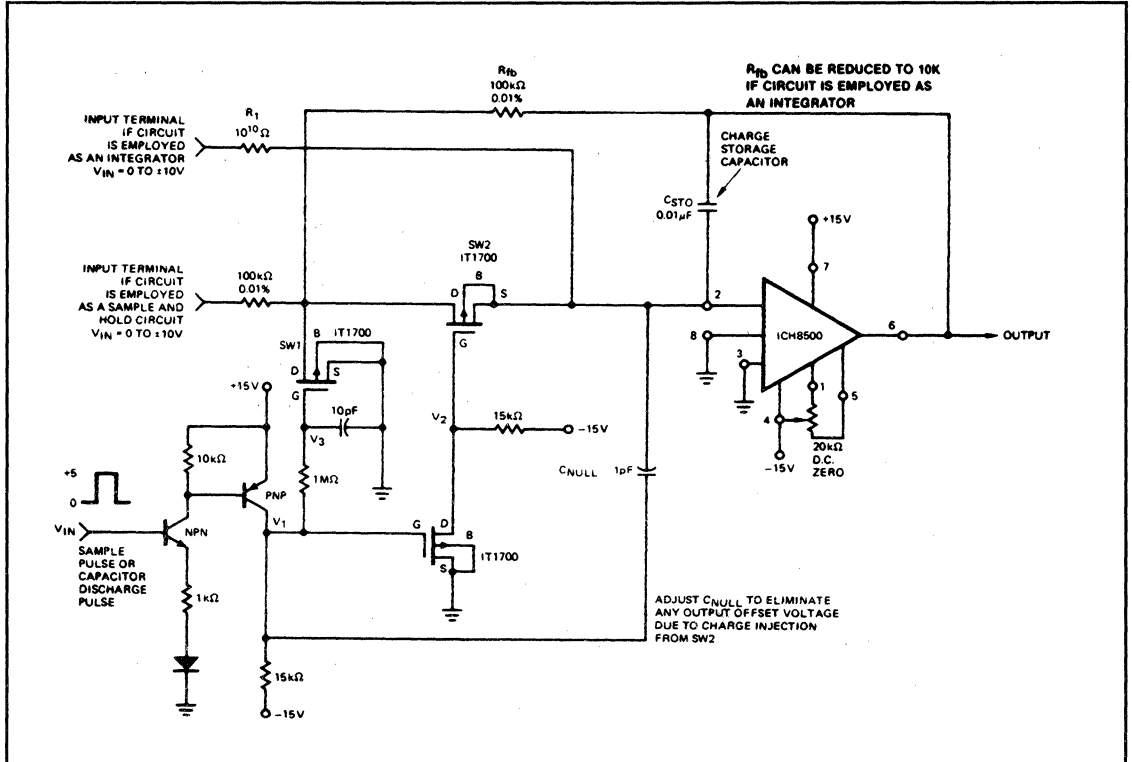 Rfb
100kΩ
0.01%
Rfb CAN BE REDUCED TO 10K
IF CIRCUIT IS EMPLOYED AS
AN INTEGRATOR
INPUT TERMINAL
IF CIRCUIT
IS EMPLOYED
AS AN INTEGRATOR
VIN = 0 TO ±10V
R1
10^10Ω
CHARGE
STORAGE
CAPACITOR
CSTO
0.01µF
+15V
7
INPUT TERMINAL
IF CIRCUIT
IS EMPLOYED
AS A SAMPLE AND
HOLD CIRCUIT
VIN = 0 TO ±10V
100kΩ
0.01%
SW2
IT1700
B
D
S
G
2
8
3
ICH8500
6
OUTPUT
1
5
4
20kΩ
D.C.
ZERO
-15V
SW1
B
IT1700
D
S
G
10pF
V3
1MΩ
V2
15kΩ
-15V
CNULL
1pF
+15V
10kΩ
PNP
V1
+5
0
VIN
NPN
SAMPLE
PULSE OR
CAPACITOR
DISCHARGE
PULSE
1kΩ
G
D
B
S
IT1700
ADJUST CNULL TO ELIMINATE
ANY OUTPUT OFFSET VOLTAGE
DUE TO CHARGE INJECTION
FROM SW2
15kΩ
-15V